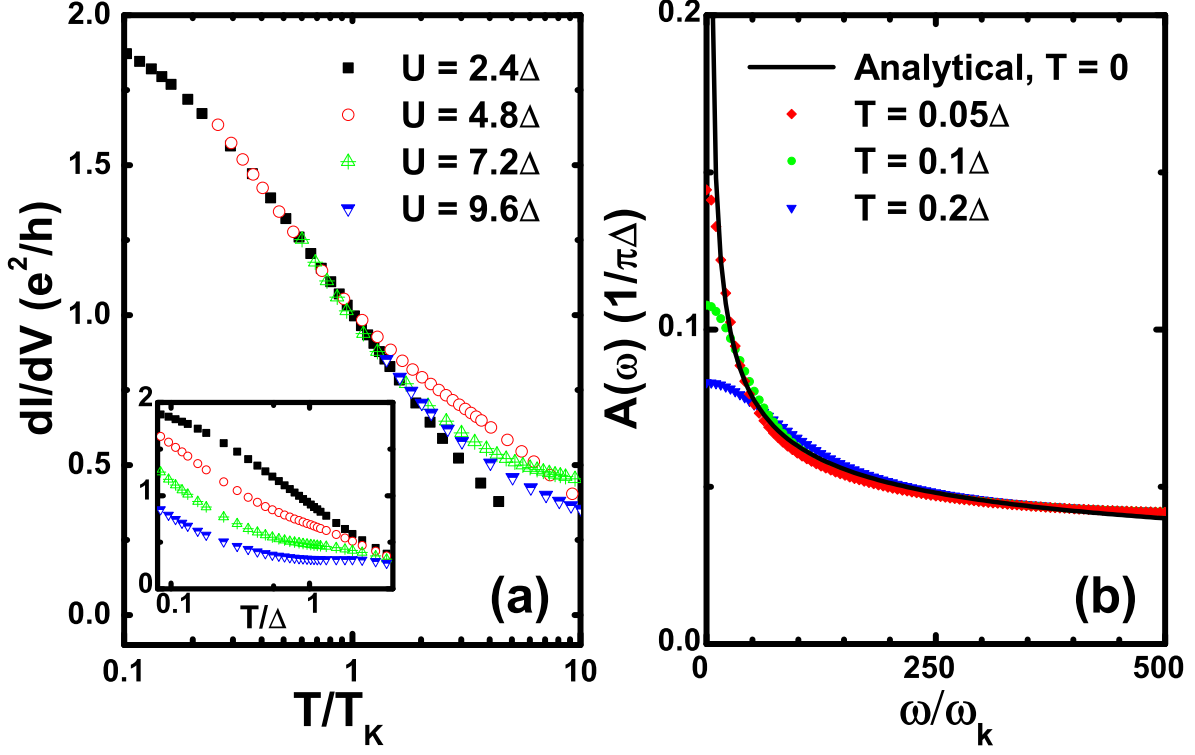 2.0
1.5
1.0
0.5
0.0
dI/dV (e²/h)
U = 2.4Δ
U = 4.8Δ
U = 7.2Δ
U = 9.6Δ
2
1
0
0.1 1
T/Δ
(a)
0.1 1 10
T/T_K
0.2
0.1
0.0
A(ω) (1/πΔ)
Analytical, T = 0
T = 0.05Δ
T = 0.1Δ
T = 0.2Δ
(b)
0 250 500
ω/ω_k